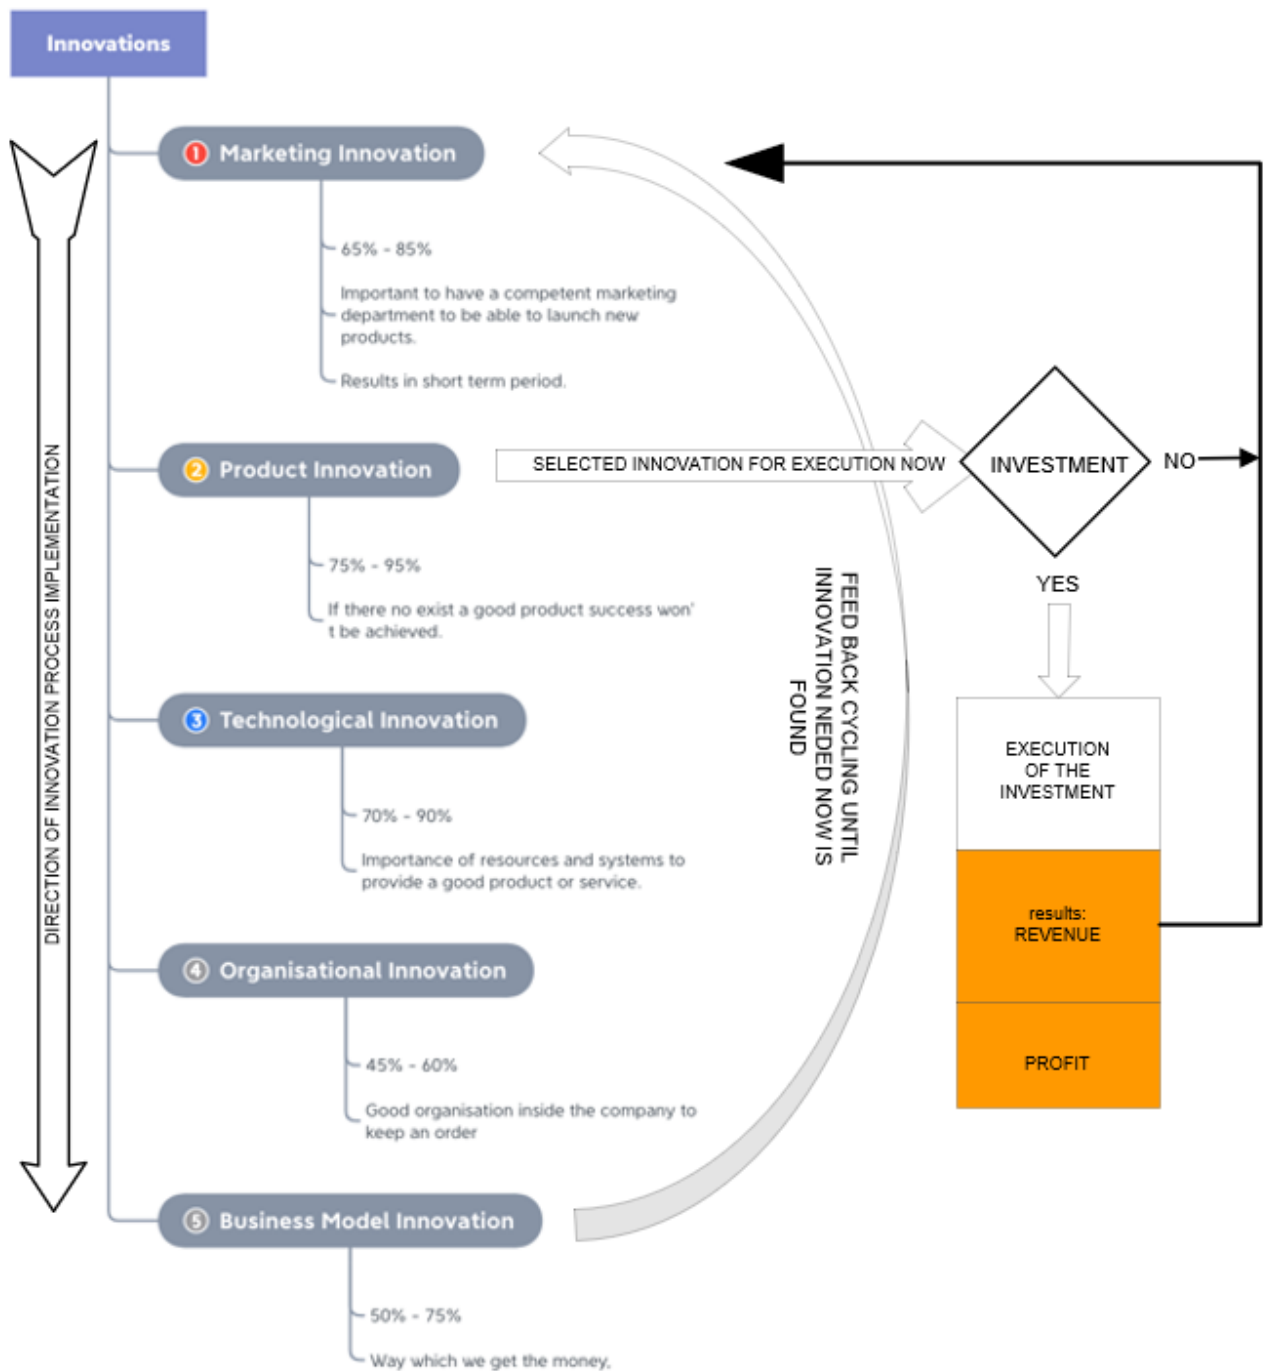 Innovations
1 Marketing Innovation
65% - 85%
Important to have a competent marketing
department to be able to launch new
products.
Results in short term period.
2 Product Innovation
75% - 95%
If there no exist a good product success won'
t be achieved.
3 Technological Innovation
70% - 90%
Importance of resources and systems to
provide a good product or service.
4 Organisational Innovation
45% - 60%
Good organisation inside the company to
keep an order
5 Business Model Innovation
50% - 75%
Way which we get the money,
DIRECTION OF INNOVATION PROCESS IMPLEMENTATION
SELECTED INNOVATION FOR EXECUTION NOW
FEED BACK CYCLING UNTIL
INNOVATION NEDED NOW IS
FOUND
INVESTMENT
NO
YES
EXECUTION
OF THE
INVESTMENT
results:
REVENUE
PROFIT